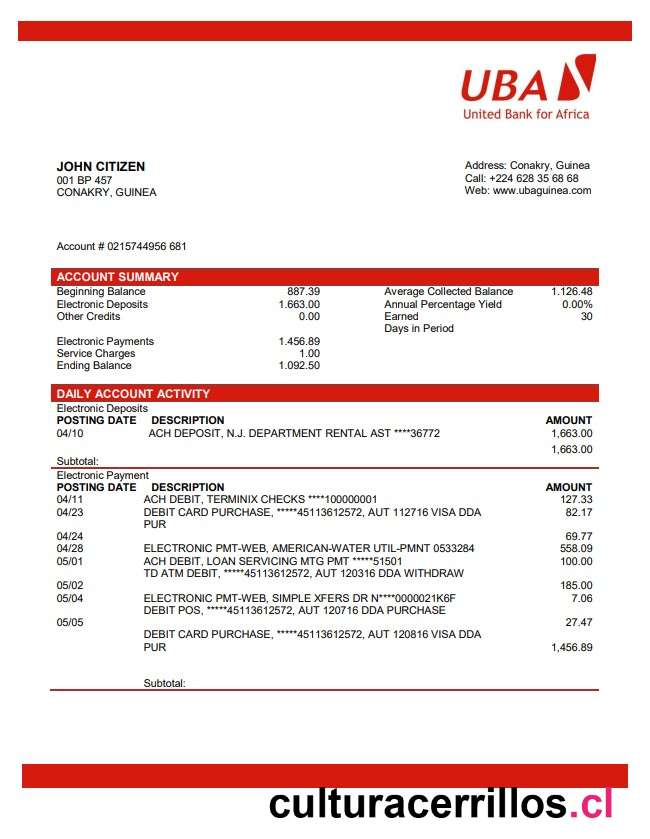 UBA
United Bank for Africa
JOHN CITIZEN
001 BP 457
CONAKRY, GUINEA
Address: Conakry, Guinea
Call: +224 628 35 68 68
Web: www.ubaguinea.com
Account # 0215744956 681
ACCOUNT SUMMARY
Beginning Balance 887.39 Average Collected Balance 1.126.48
Electronic Deposits 1.663.00 Annual Percentage Yield 0.00%
Other Credits 0.00 Earned 30
Days in Period
Electronic Payments 1.456.89
Service Charges 1.00
Ending Balance 1.092.50
DAILY ACCOUNT ACTIVITY
Electronic Deposits
POSTING DATE DESCRIPTION AMOUNT
04/10 ACH DEPOSIT, N.J. DEPARTMENT RENTAL AST ****36772 1,663.00
1,663.00
Subtotal:
Electronic Payment
POSTING DATE DESCRIPTION AMOUNT
04/11 ACH DEBIT, TERMINIX CHECKS ****100000001 127.33
04/23 DEBIT CARD PURCHASE, *****45113612572, AUT 112716 VISA DDA 82.17
PUR
04/24 69.77
04/28 ELECTRONIC PMT-WEB, AMERICAN-WATER UTIL-PMNT 0533284 558.09
05/01 ACH DEBIT, LOAN SERVICING MTG PMT *****51501 100.00
TD ATM DEBIT, *****45113612572, AUT 120316 DDA WITHDRAW
05/02 185.00
05/04 ELECTRONIC PMT-WEB, SIMPLE XFERS DR N****0000021K6F 7.06
DEBIT POS, *****45113612572, AUT 120716 DDA PURCHASE
05/05 27.47
DEBIT CARD PURCHASE, *****45113612572, AUT 120816 VISA DDA
PUR 1,456.89
Subtotal:
culturacerrillos.cl